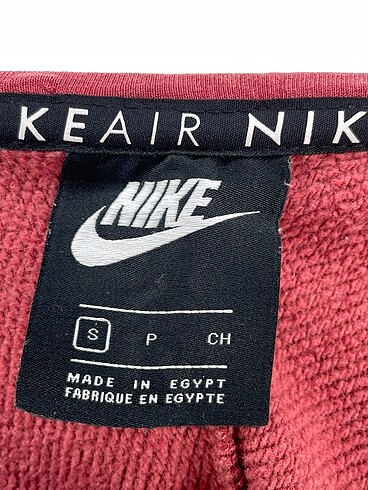 KEAIR NIK
NIKE
S P CH
MADE IN EGYPT
FABRIQUE EN EGYPTE